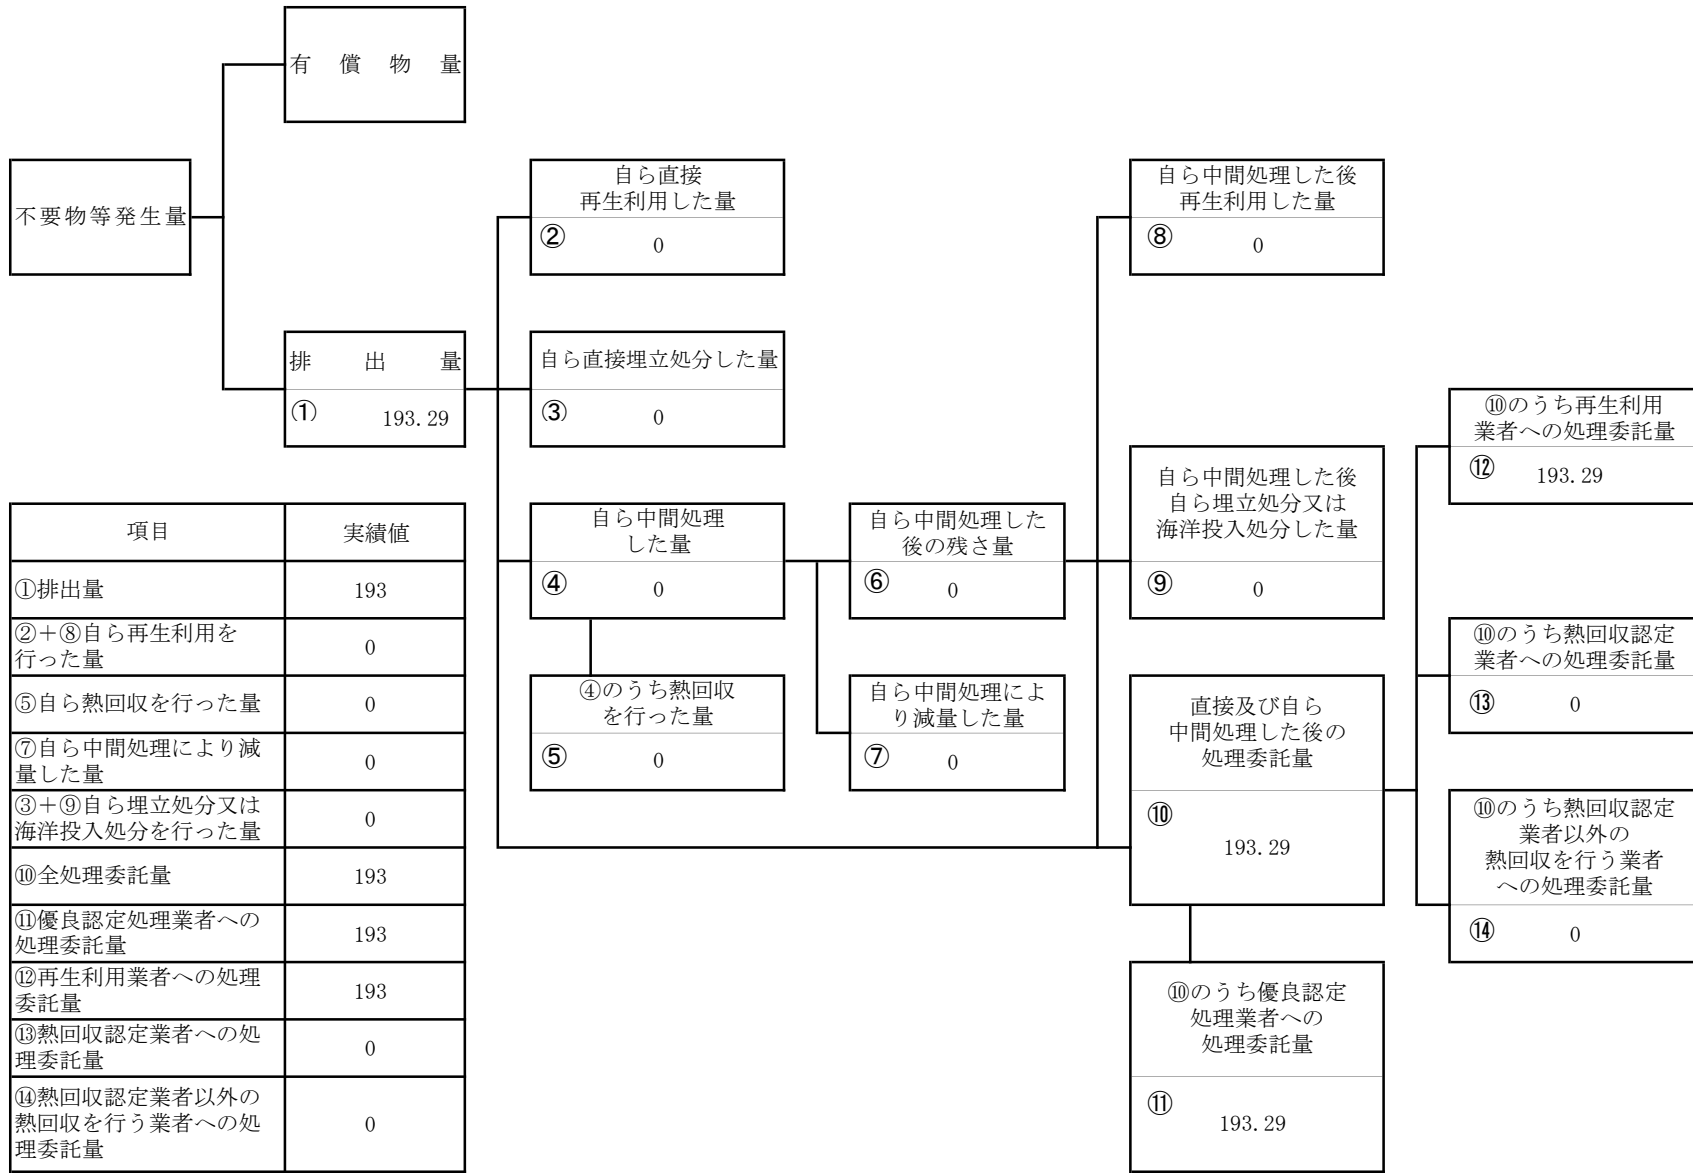 有償物量
不要物等発生量
排出量
① 193.29
自ら直接
再生利用した量
② 0
自ら直接埋立処分した量
③ 0
自ら中間処理
した量
④ 0
④のうち熱回収
を行った量
⑤ 0
自ら中間処理した
後の残さ量
⑥ 0
自ら中間処理によ
り減量した量
⑦ 0
自ら中間処理した後
再生利用した量
⑧ 0
自ら中間処理した後
自ら埋立処分又は
海洋投入処分した量
⑨ 0
直接及び自ら
中間処理した後の
処理委託量
⑩
193.29
⑩のうち優良認定
処理業者への
処理委託量
⑪
193.29
⑩のうち再生利用
業者への処理委託量
⑫ 193.29
⑩のうち熱回収認定
業者への処理委託量
⑬ 0
⑩のうち熱回収認定
業者以外の
熱回収を行う業者
への処理委託量
⑭ 0
項目 実績値
①排出量 193
②+⑧自ら再生利用を
行った量 0
⑤自ら熱回収を行った量 0
⑦自ら中間処理により減
量した量 0
③+⑨自ら埋立処分又は
海洋投入処分を行った量 0
⑩全処理委託量 193
⑪優良認定処理業者への
処理委託量 193
⑫再生利用業者への処理
委託量 193
⑬熱回収認定業者への処
理委託量 0
⑭熱回収認定業者以外の
熱回収を行う業者への処
理委託量 0